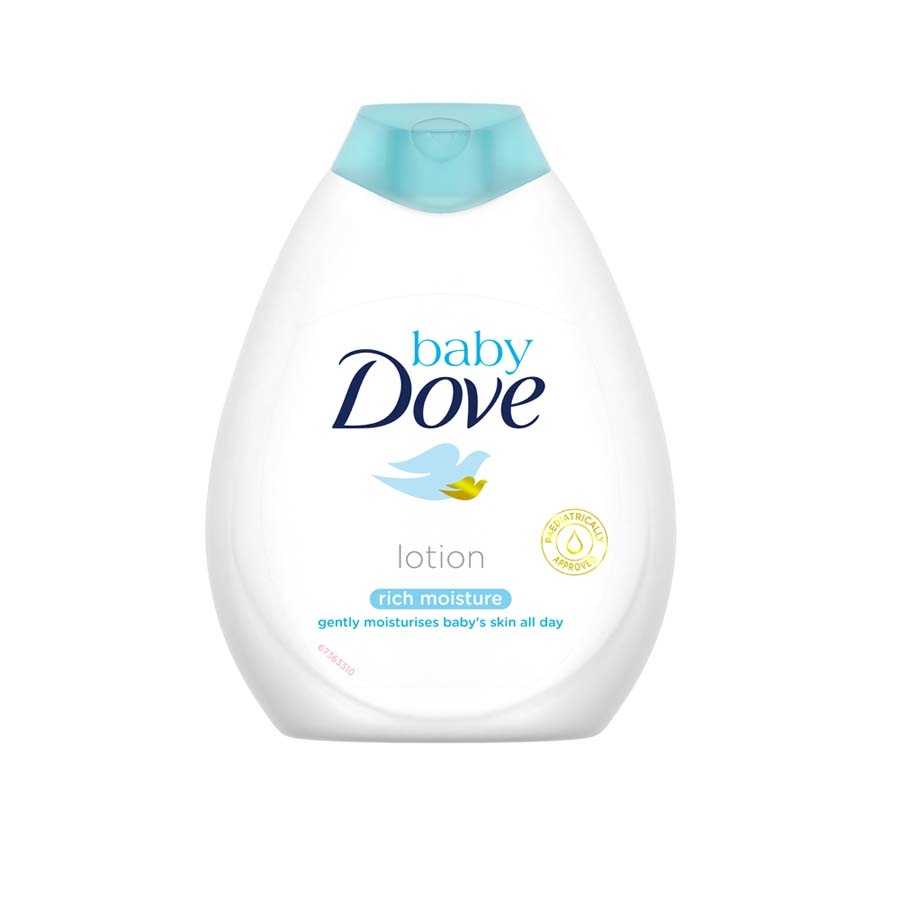 baby
Dove
lotion
PAEDIATRICALLY
APPROVED
rich moisture
gently moisturises baby's skin all day
67363310